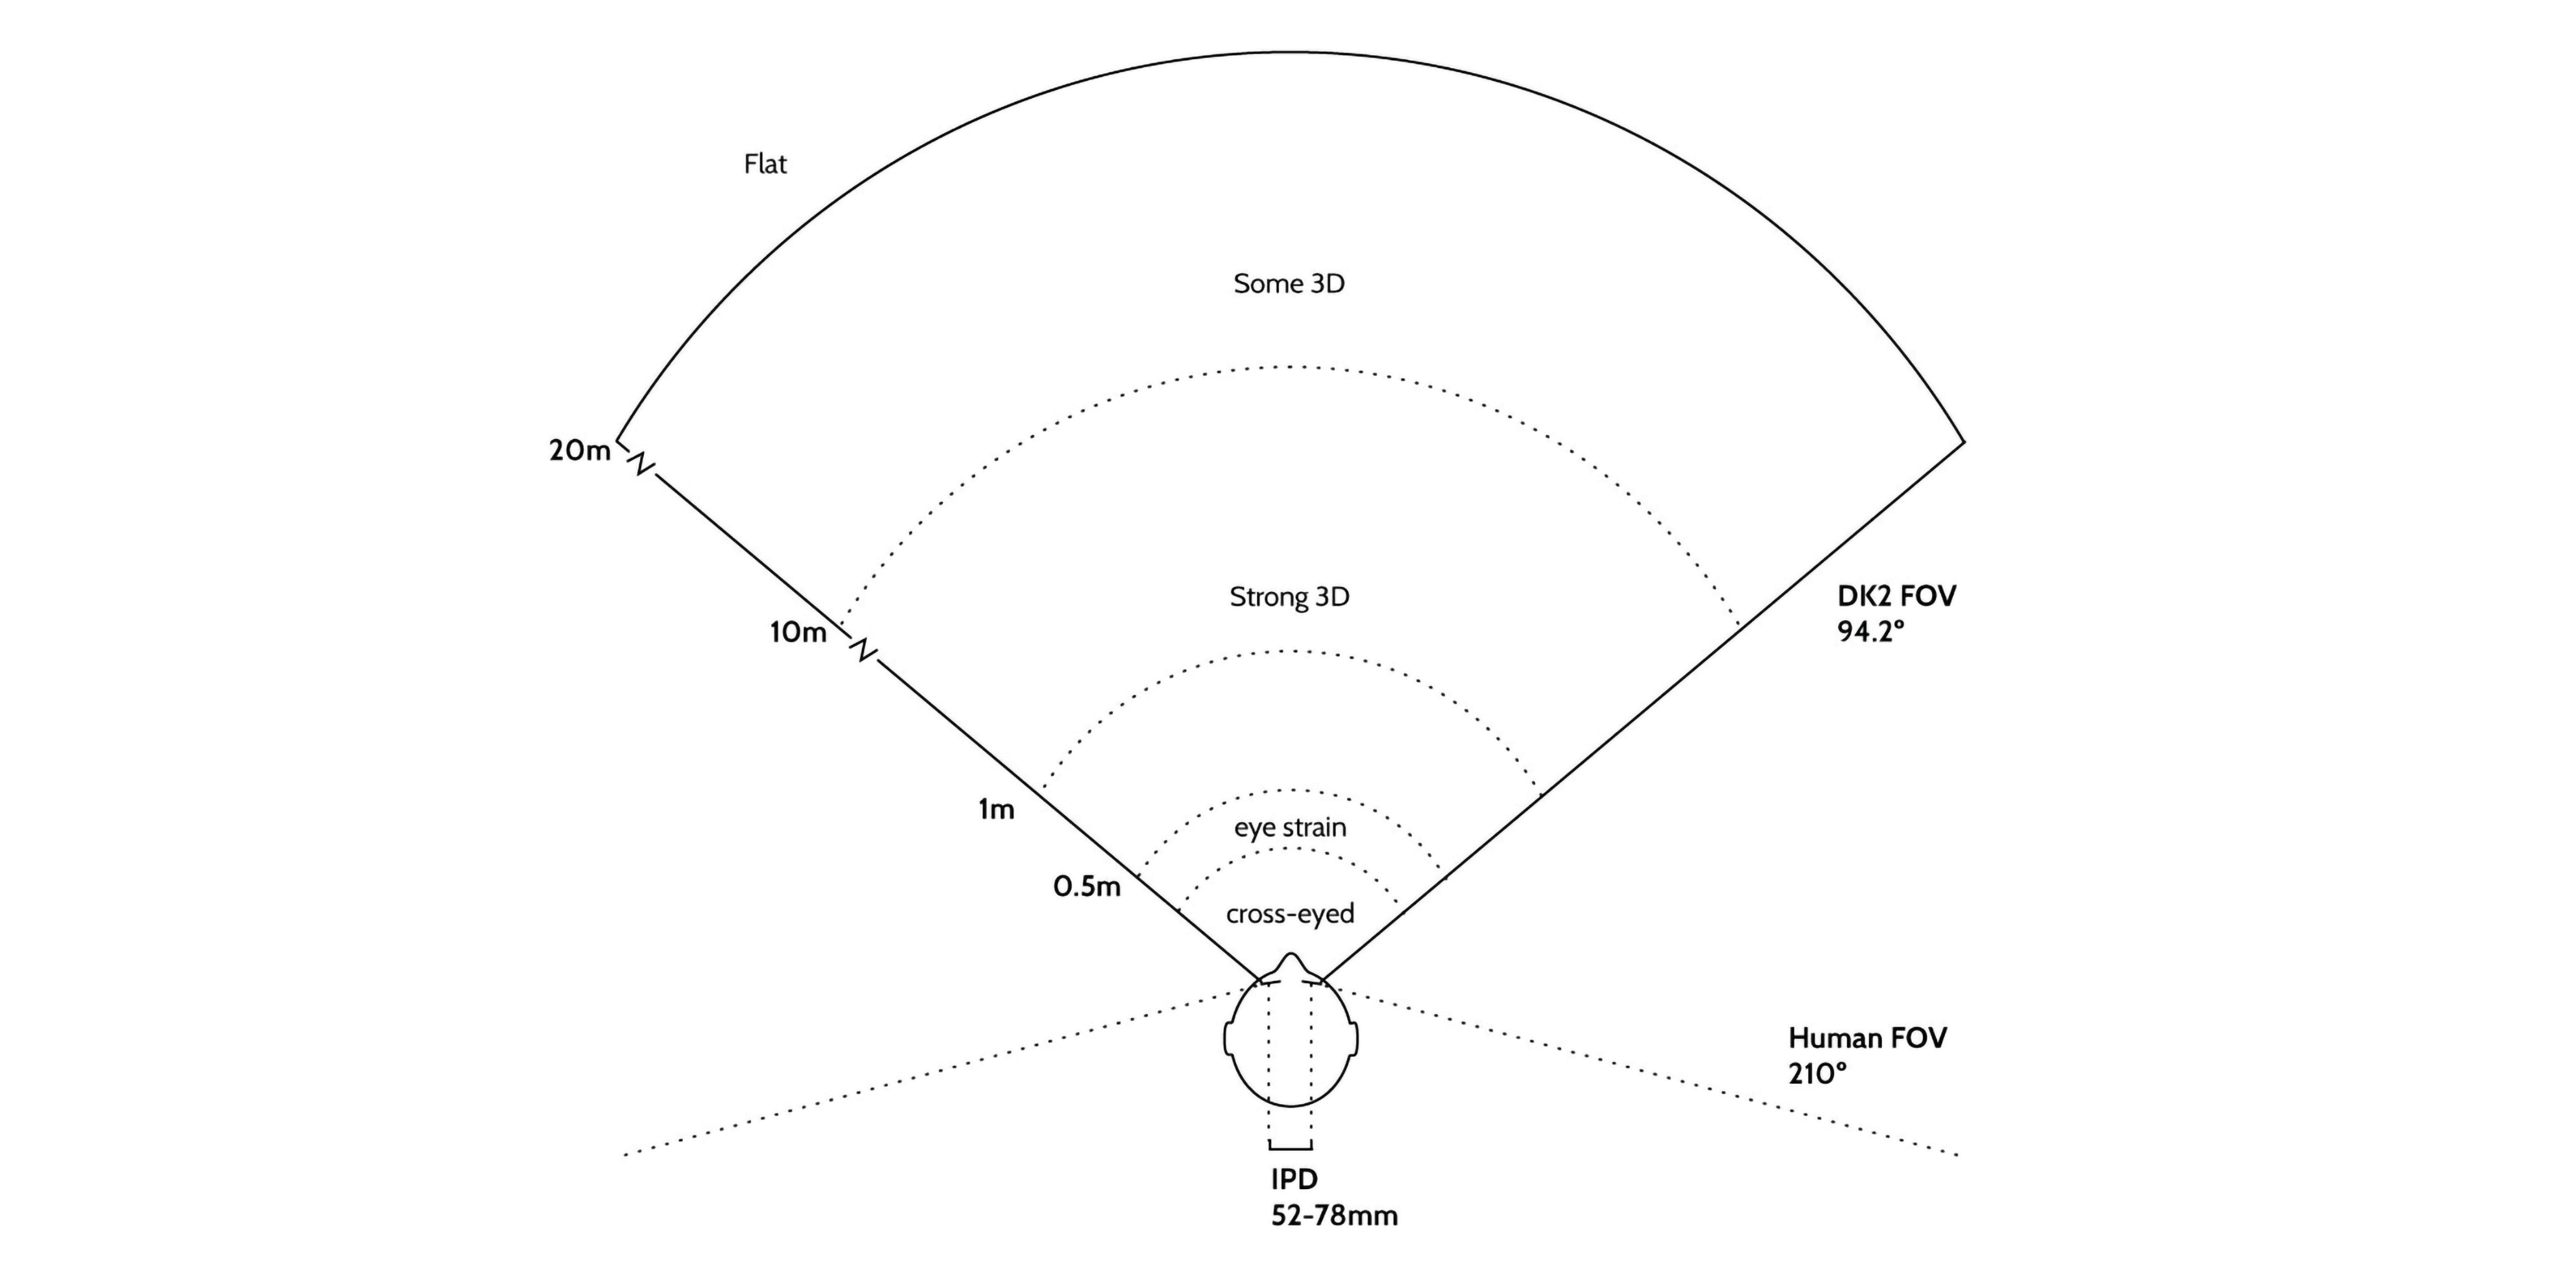 Flat
Some 3D
20m
Strong 3D
DK2 FOV
94.2°
10m
1m
eye strain
0.5m
cross-eyed
Human FOV
210°
IPD
52-78mm